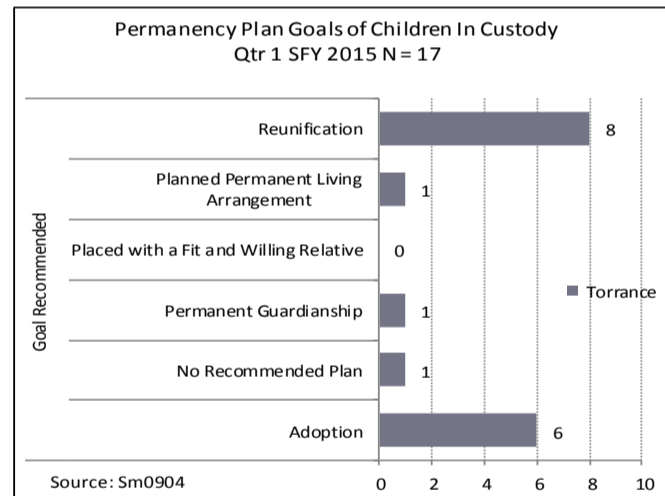 Permanency Plan Goals of Children In Custody
Qtr 1 SFY 2015 N = 17
Goal Recommended
Reunification
8
Planned Permanent Living
Arrangement
1
Placed with a Fit and Willing Relative
0
Permanent Guardianship
1
No Recommended Plan
1
Adoption
6
Torrance
0 2 4 6 8 10
Source: Sm0904